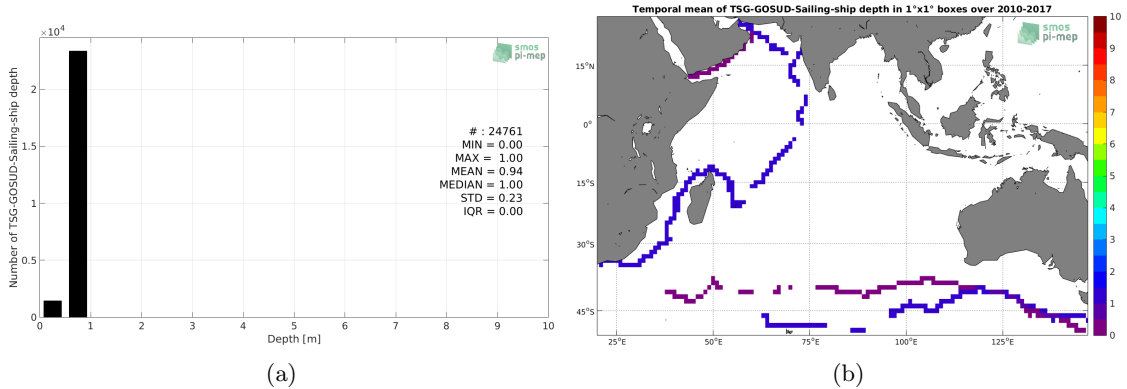 ×10⁴
2
1.5
1
0.5
0
0 1 2 3 4 5 6 7 8 9 10
Number of TSG-GOSUD-Sailing-ship depth
Depth [m]
smos
pi-mep
# : 24761
MIN = 0.00
MAX = 1.00
MEAN = 0.94
MEDIAN = 1.00
STD = 0.23
IQR = 0.00
(a)
Temporal mean of TSG-GOSUD-Sailing-ship depth in 1°x1° boxes over 2010-2017
smos
pi-mep
15°N
0°
15°S
30°S
45°S
25°E 50°E 75°E 100°E 125°E
10
9
8
7
6
5
4
3
2
1
0
(b)